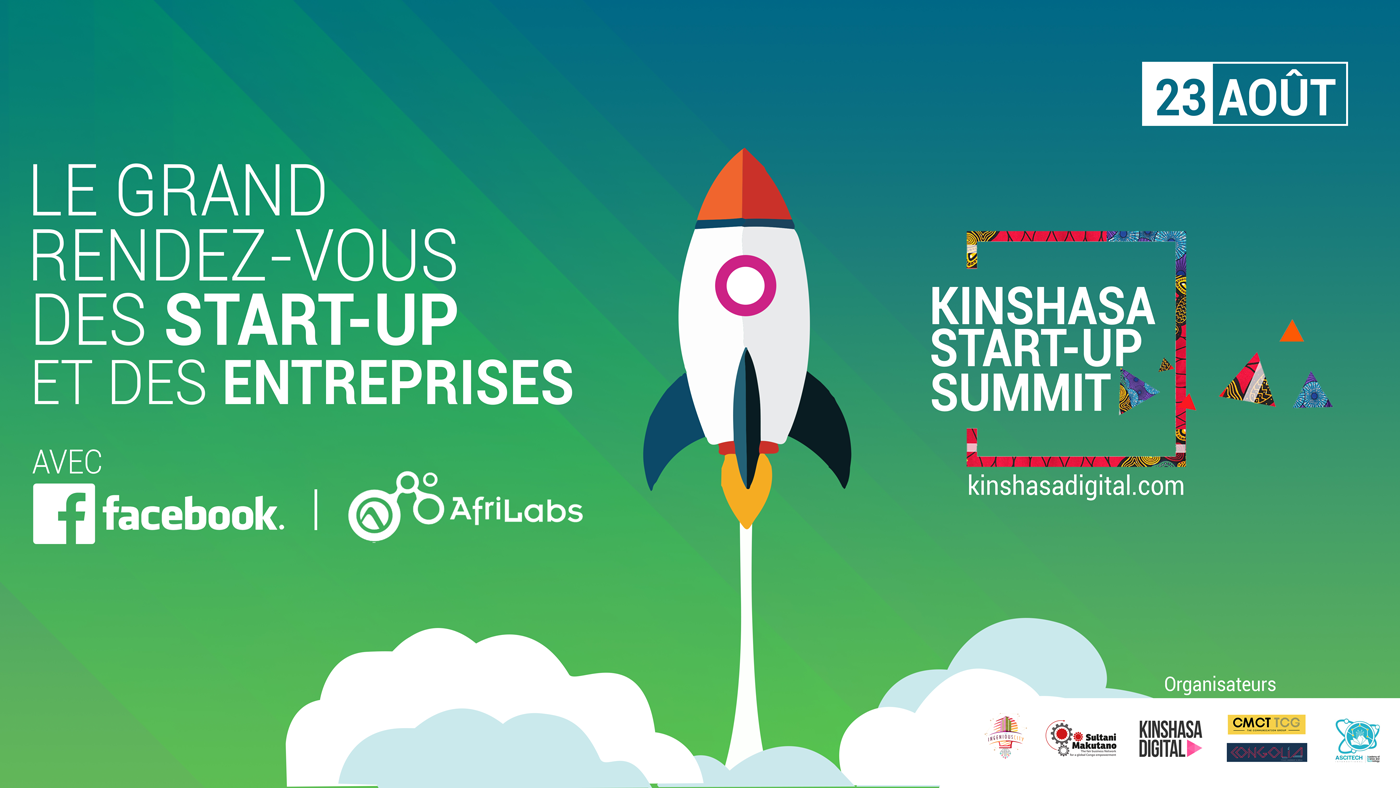 23 AOÛT
LE GRAND
RENDEZ-VOUS
DES START-UP
ET DES ENTREPRISES
AVEC
facebook.
AfriLabs
KINSHASA
START-UP
SUMMIT
kinshasadigital.com
Organisateurs
Sultani
Makutano
KINSHASA
DIGITAL
CMCT TCG
KONGOLIA
ASCITECH